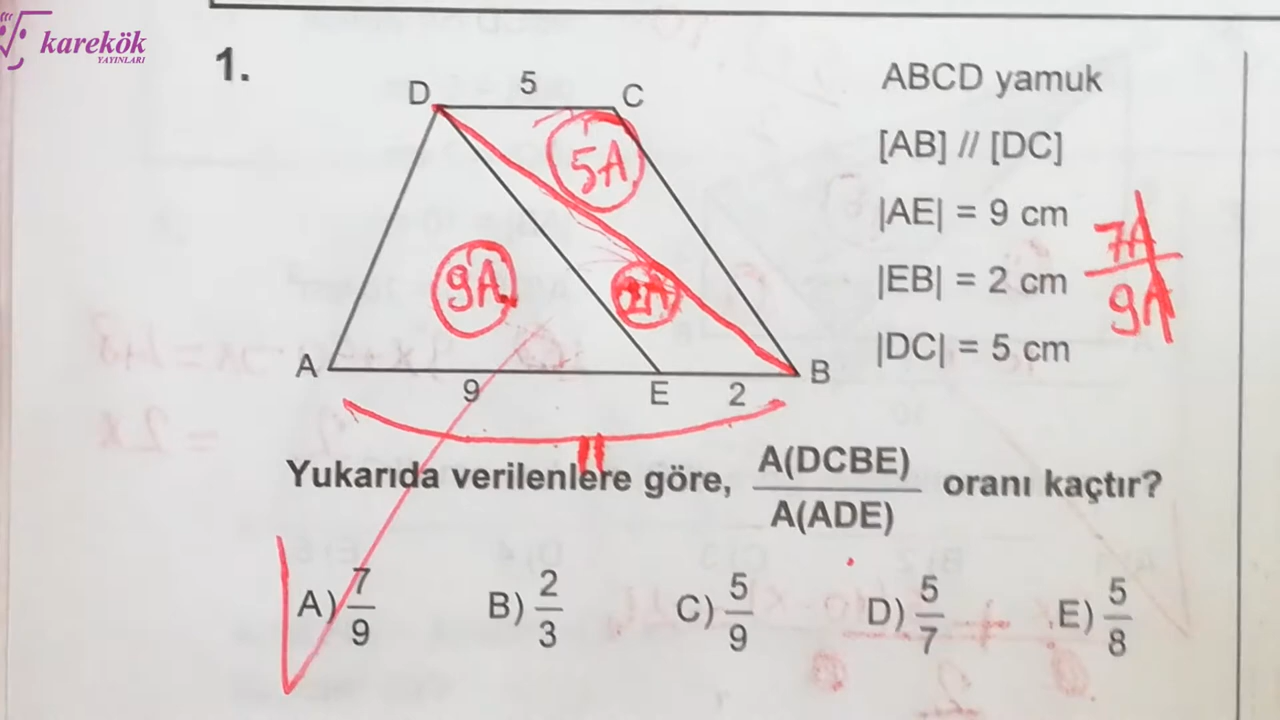 karekök
YAYINLARI
1.
D 5 C
ABCD yamuk
[AB] // [DC]
|AE| = 9 cm
|EB| = 2 cm
|DC| = 5 cm
5A
9A
2A
7A
9A
A 9 E 2 B
11
Yukarıda verilenlere göre, A(DCBE) / A(ADE) oranı kaçtır?
A) 7/9 B) 2/3 C) 5/9 D) 5/7 E) 5/8